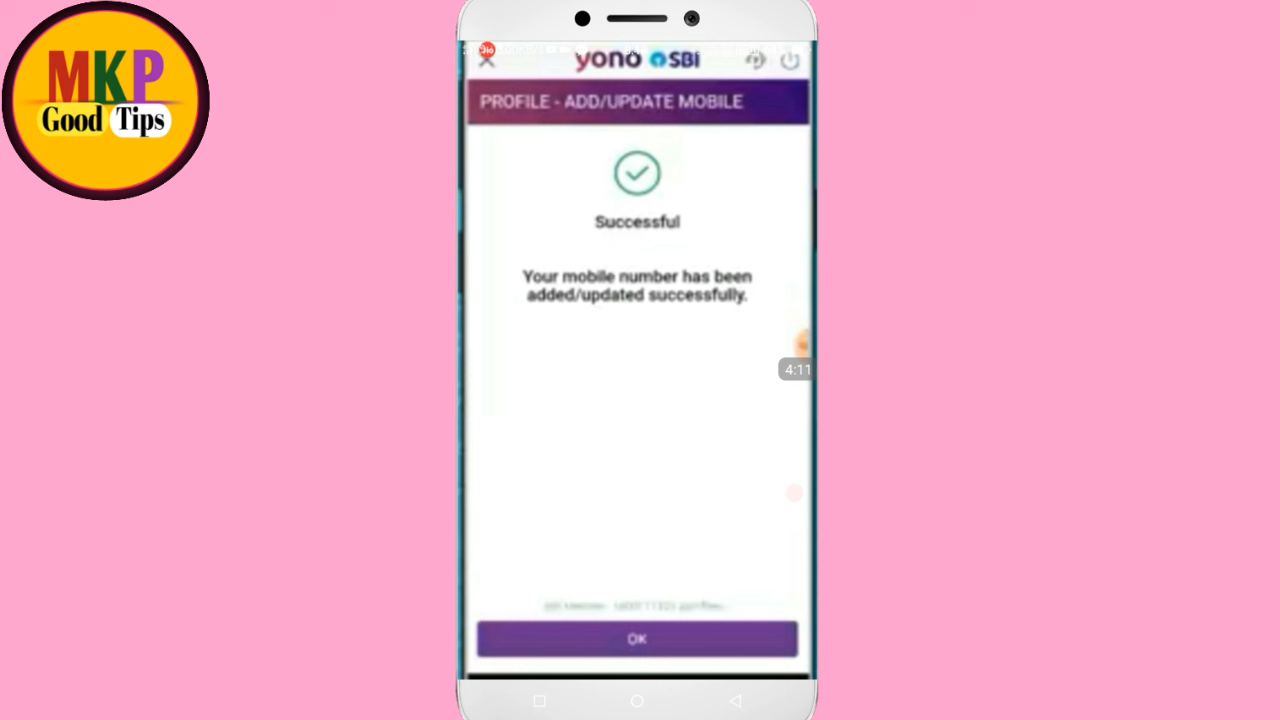 MKP
Good Tips
yono SBI
PROFILE - ADD/UPDATE MOBILE
Successful
Your mobile number has been
added/updated successfully.
4:11
OK